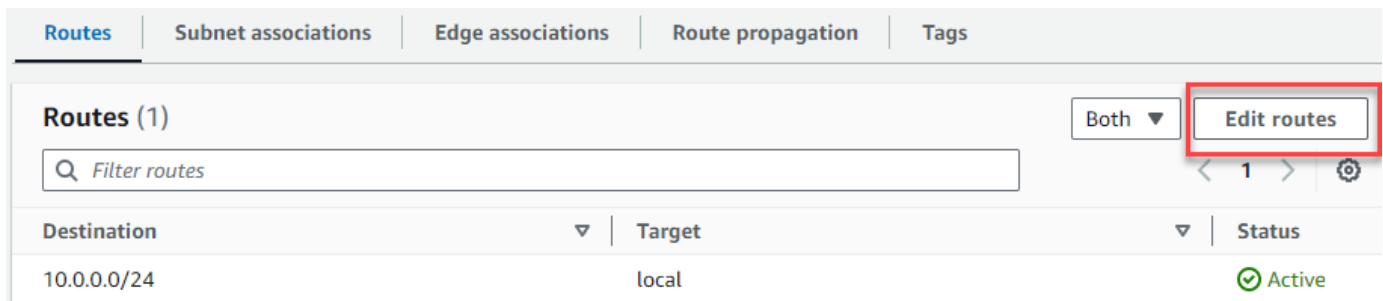 Routes Subnet associations Edge associations Route propagation Tags
Routes (1) Both Edit routes
Filter routes 1
Destination Target Status
10.0.0.0/24 local Active